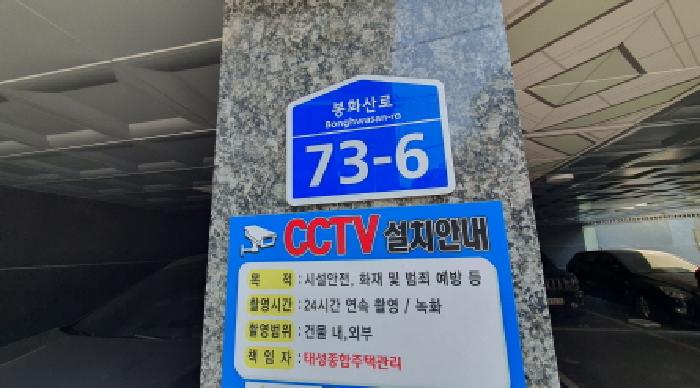 봉화산로
Bonghwasan-ro
73-6
CCTV 설치안내
목 적 : 시설안전, 화재 및 범죄 예방 등
촬영시간 : 24시간 연속 촬영 / 녹화
촬영범위 : 건물 내,외부
책 임 자 : 태성종합주택관리